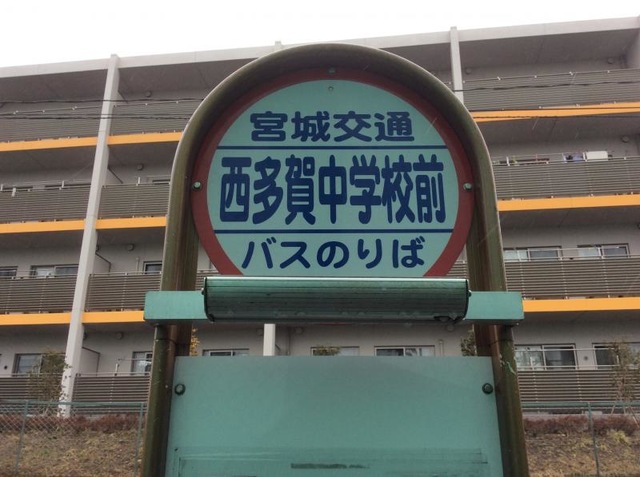 宮城交通
西多賀中学校前
バスのりば